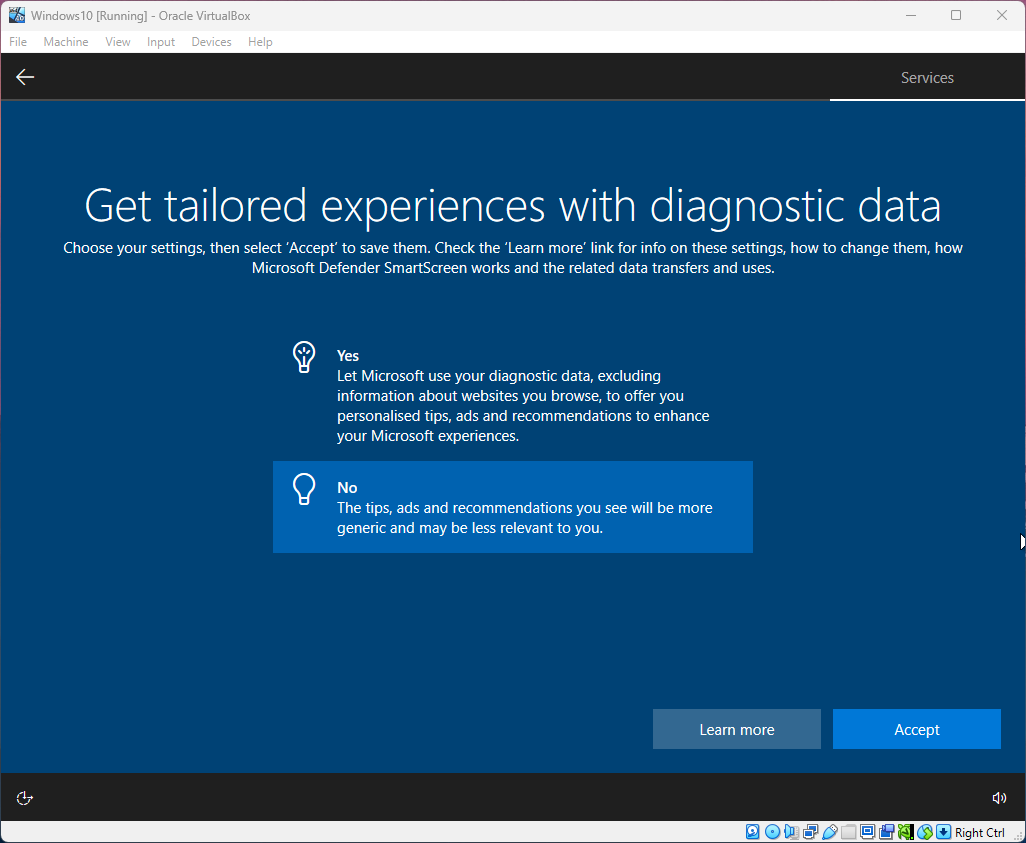 Windows10 [Running] - Oracle VirtualBox
File Machine View Input Devices Help
Services
Get tailored experiences with diagnostic data
Choose your settings, then select ‘Accept’ to save them. Check the ‘Learn more’ link for info on these settings, how to change them, how
Microsoft Defender SmartScreen works and the related data transfers and uses.
Yes
Let Microsoft use your diagnostic data, excluding
information about websites you browse, to offer you
personalised tips, ads and recommendations to enhance
your Microsoft experiences.
No
The tips, ads and recommendations you see will be more
generic and may be less relevant to you.
Learn more
Accept
Right Ctrl